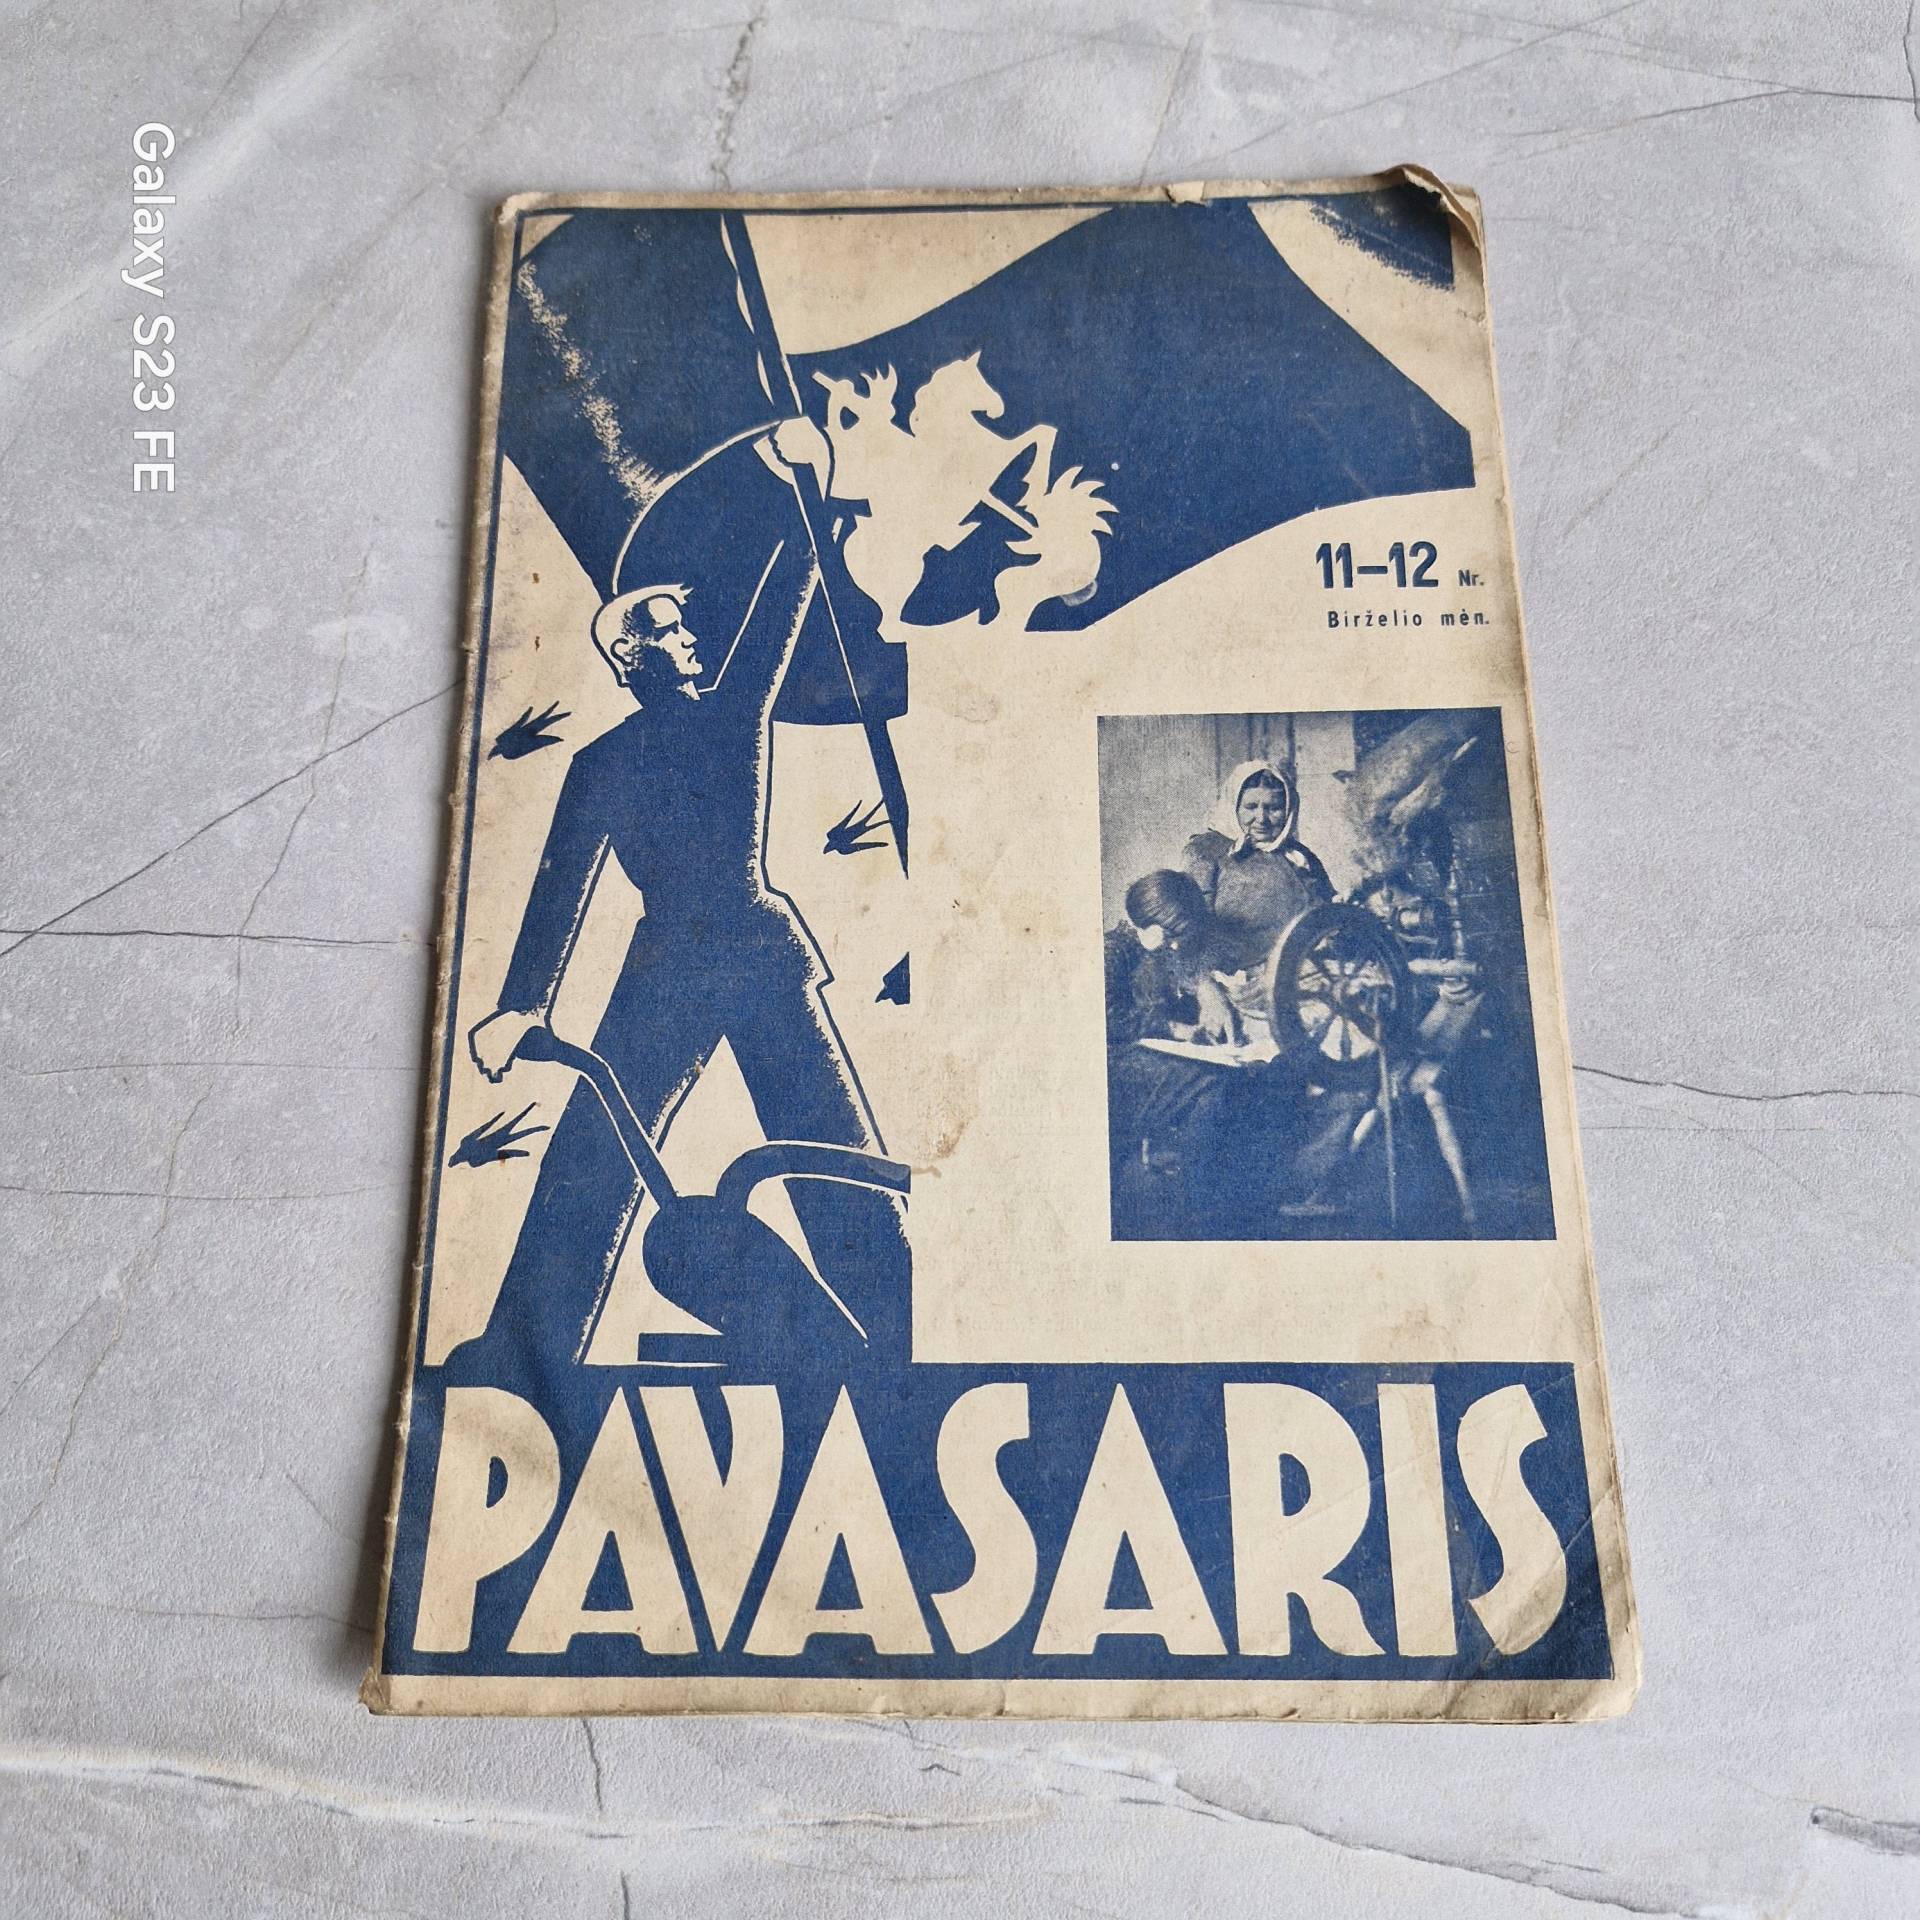 Galaxy S23 FE
11–12 Nr.
Birželio mėn.
PAVASARIS